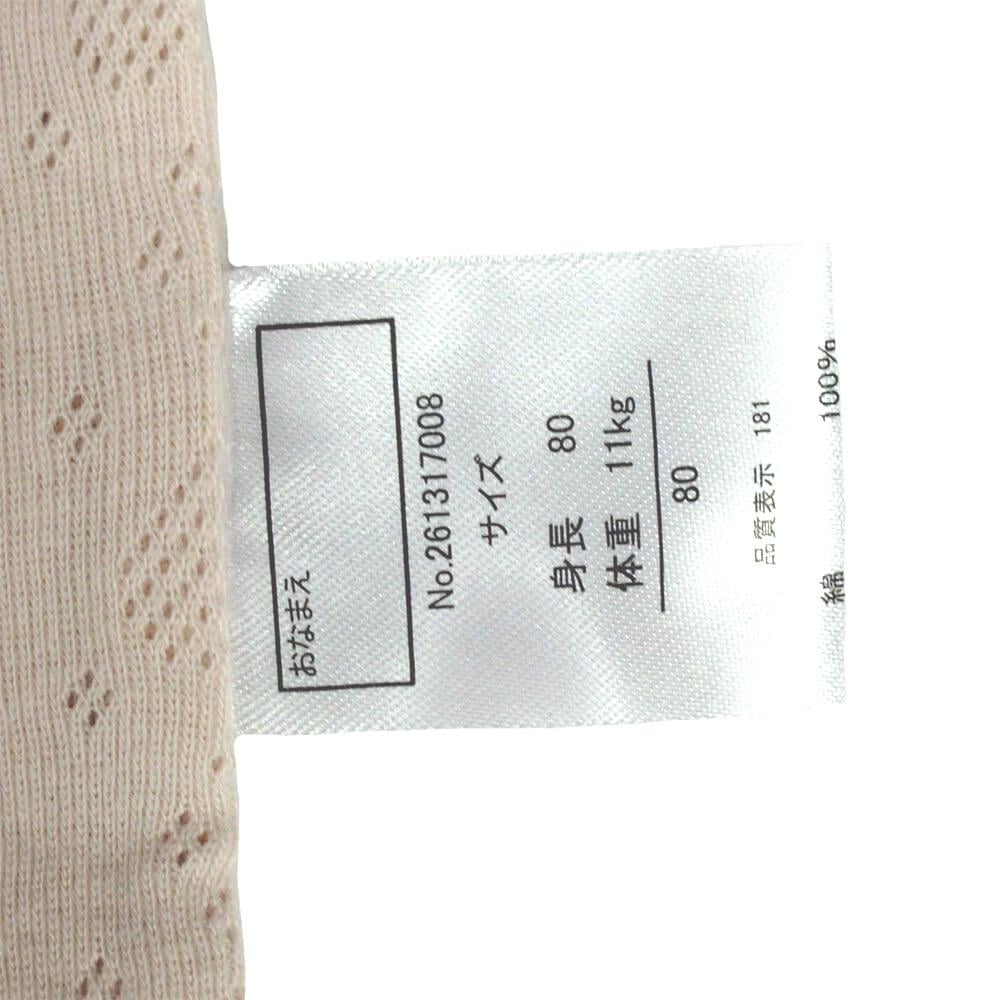 おなまえ
No.261317008
サイズ
身長 80
体重 11kg
80
品質表示 181
綿 100%